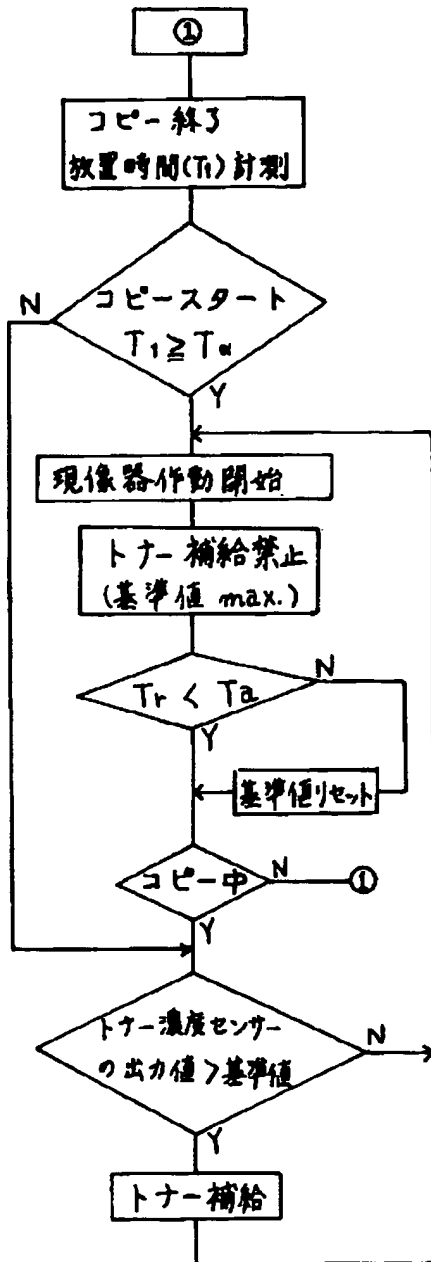 ①
コピー終了
放置時間(T₁)計測
コピースタート
T₁≧Tα
N
Y
現像器作動開始
トナー補給禁止
(基準値 max.)
Tr < Ta
N
Y
基準値リセット
コピー中
N
①
Y
トナー濃度センサー
の出力値>基準値
N
Y
トナー補給